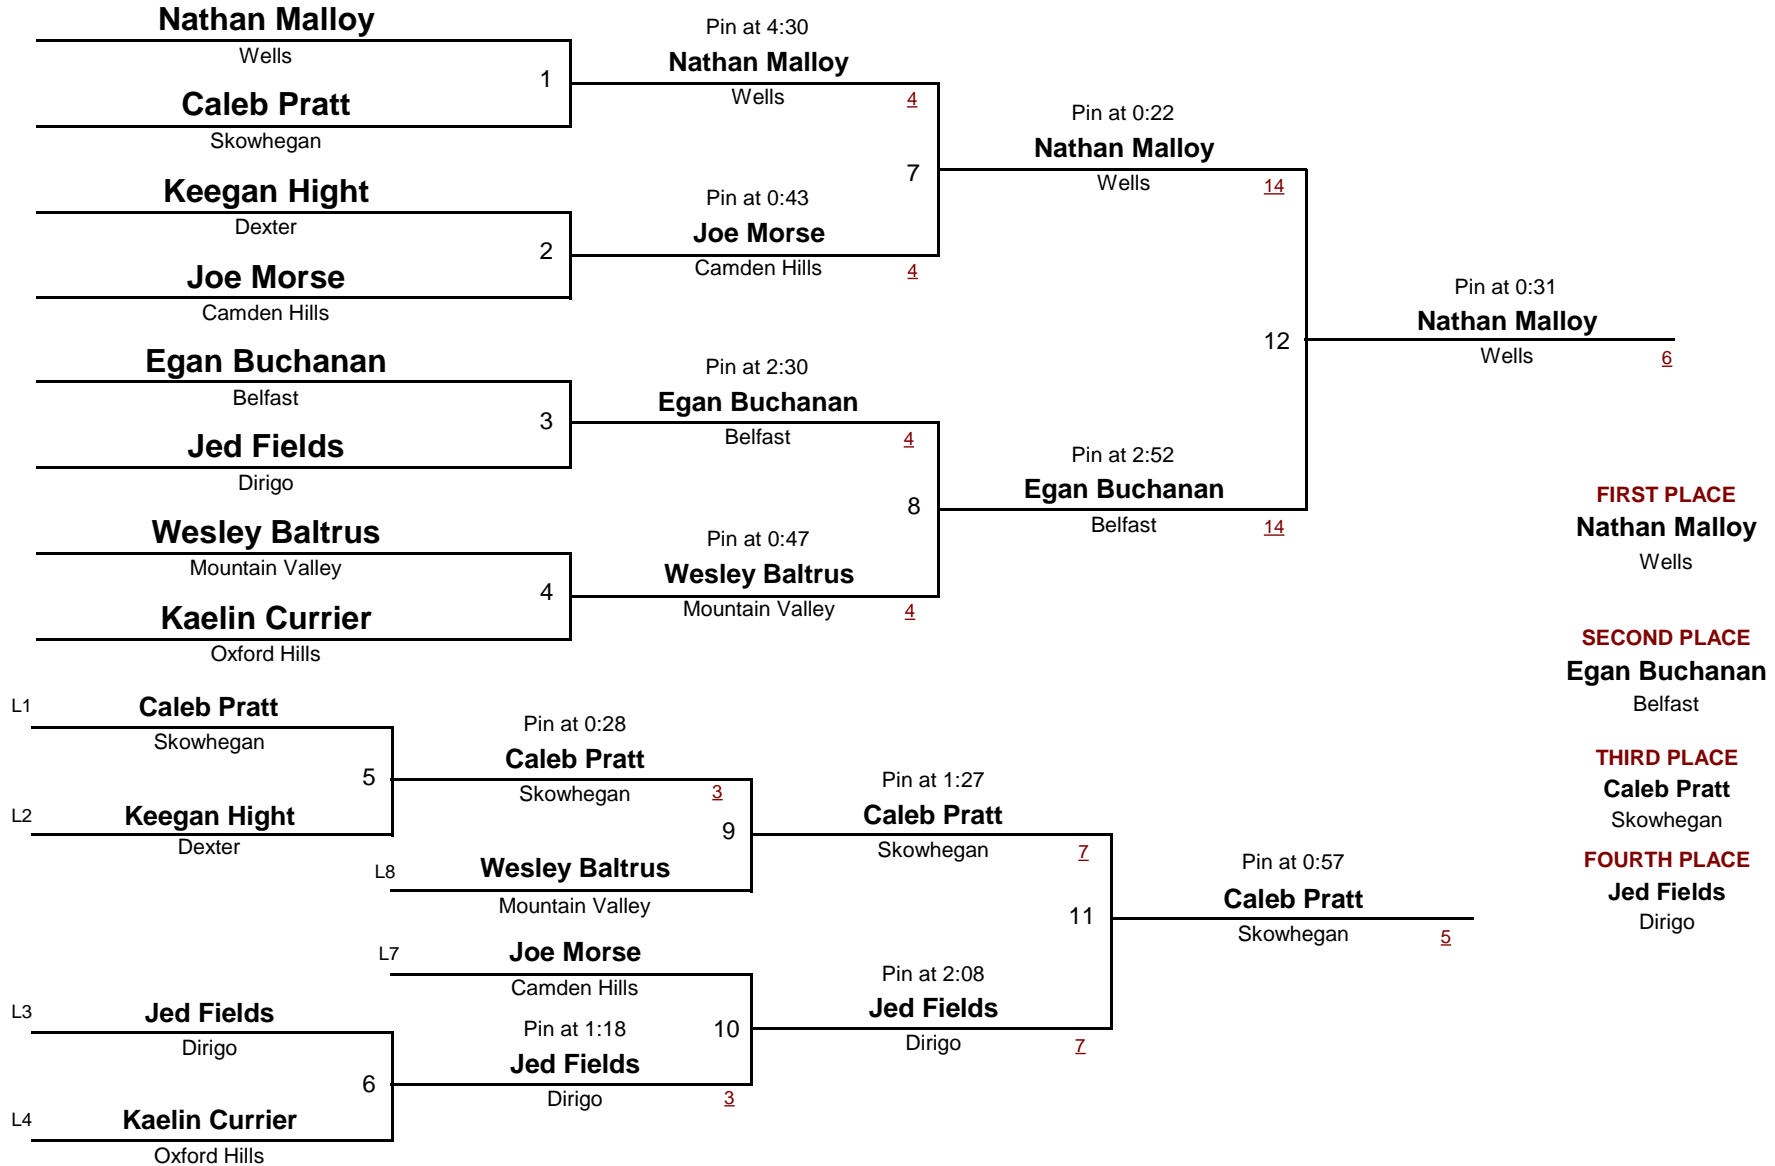 Nathan Malloy
Wells
1
Caleb Pratt
Skowhegan
Keegan Hight
Dexter
2
Joe Morse
Camden Hills
Egan Buchanan
Belfast
3
Jed Fields
Dirigo
Wesley Baltrus
Mountain Valley
4
Kaelin Currier
Oxford Hills
Pin at 4:30
Nathan Malloy
Wells 4
7
Pin at 0:43
Joe Morse
Camden Hills 4
Pin at 2:30
Egan Buchanan
Belfast 4
8
Pin at 0:47
Wesley Baltrus
Mountain Valley 4
Pin at 0:22
Nathan Malloy
Wells 14
12
Pin at 2:52
Egan Buchanan
Belfast 14
Pin at 0:31
Nathan Malloy
Wells 6
L1 Caleb Pratt
Skowhegan
5
L2 Keegan Hight
Dexter
L3 Jed Fields
Dirigo
6
L4 Kaelin Currier
Oxford Hills
Pin at 0:28
Caleb Pratt
Skowhegan 3
9
L8 Wesley Baltrus
Mountain Valley
L7 Joe Morse
Camden Hills
10
Pin at 1:18
Jed Fields
Dirigo 3
Pin at 1:27
Caleb Pratt
Skowhegan 7
11
Pin at 2:08
Jed Fields
Dirigo 7
Pin at 0:57
Caleb Pratt
Skowhegan 5
FIRST PLACE
Nathan Malloy
Wells
SECOND PLACE
Egan Buchanan
Belfast
THIRD PLACE
Caleb Pratt
Skowhegan
FOURTH PLACE
Jed Fields
Dirigo